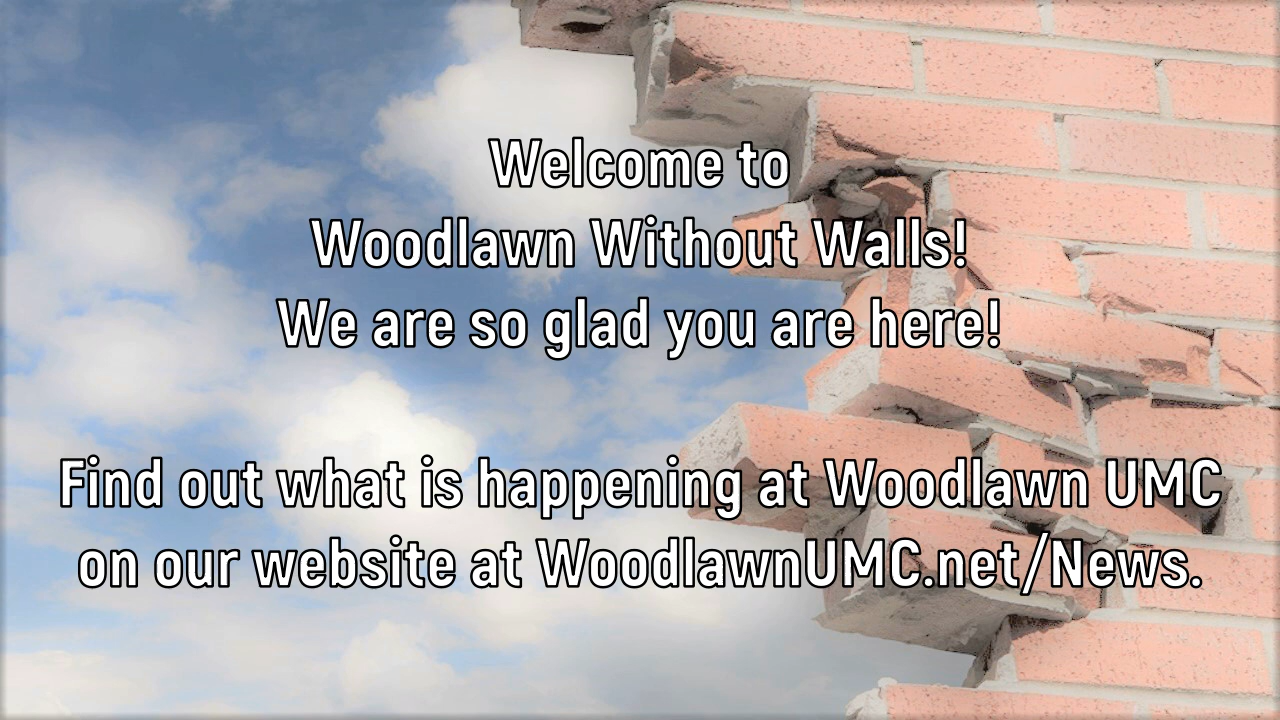 Welcome to
Woodlawn Without Walls!
We are so glad you are here!
Find out what is happening at Woodlawn UMC
on our website at WoodlawnUMC.net/News.